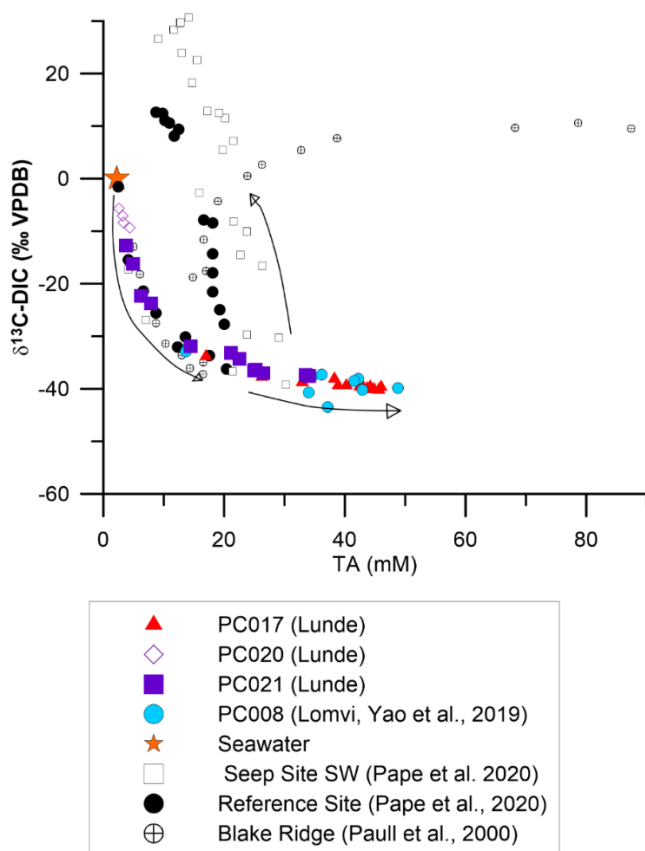 20
0
-20
-40
-60
δ¹³C-DIC (‰ VPDB)
0 20 40 60 80
TA (mM)
PC017 (Lunde)
PC020 (Lunde)
PC021 (Lunde)
PC008 (Lomvi, Yao et al., 2019)
Seawater
Seep Site SW (Pape et al. 2020)
Reference Site (Pape et al., 2020)
Blake Ridge (Paull et al., 2000)